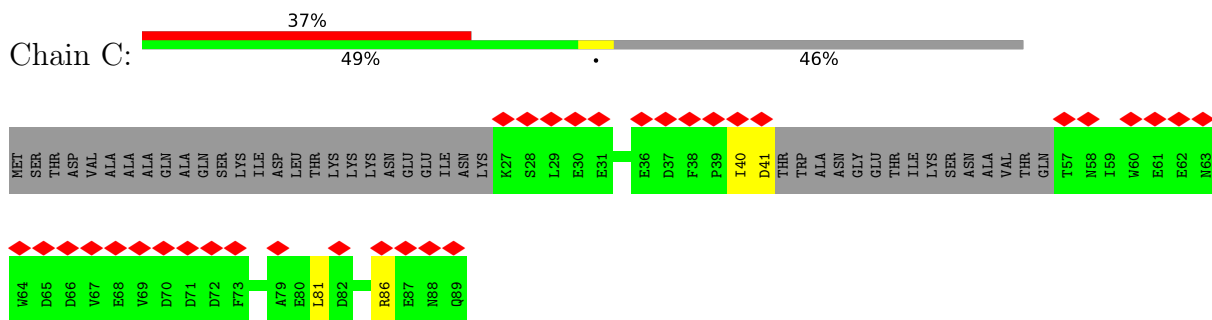 37%
Chain C:
49% • 46%
MET SER THR ASP VAL ALA ALA ALA GLN ALA GLN SER LYS ILE ASP LEU THR LYS LYS LYS ASN GLU GLU ILE ASN LYS K27 S28 L29 E30 E31 E36 D37 F38 P39 I40 D41 THR TRP ALA ASN GLY GLU THR ILE LYS SER ASN ALA VAL THR GLN T57 N58 I59 W60 E61 E62 N63
W64 D65 D66 V67 E68 V69 D70 D71 D72 F73 A79 E80 L81 D82 R86 E87 N88 Q89